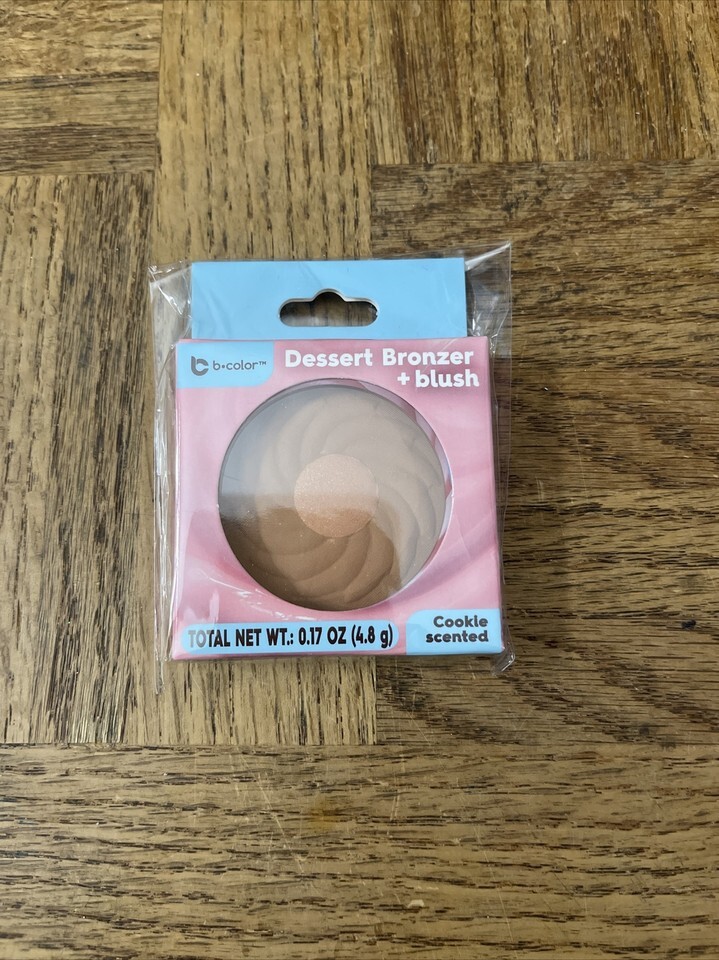 b•color™
Dessert Bronzer
+ blush
TOTAL NET WT.: 0.17 OZ (4.8 g)
Cookie
scented